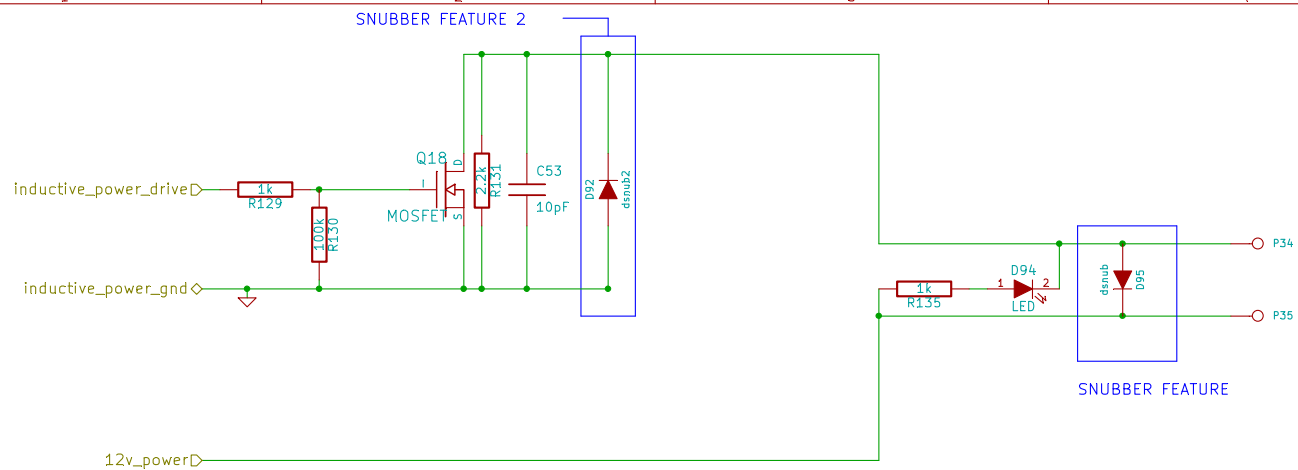 SNUBBER FEATURE 2
Q18
D
I
MOSFET
S
2.2k
R131
C53
10pF
D92
dsnub2
inductive_power_drive
1k
R129
100k
R130
inductive_power_gnd
P34
D94
1
2
LED
1k
R135
dsnub
D95
P35
SNUBBER FEATURE
12v_power